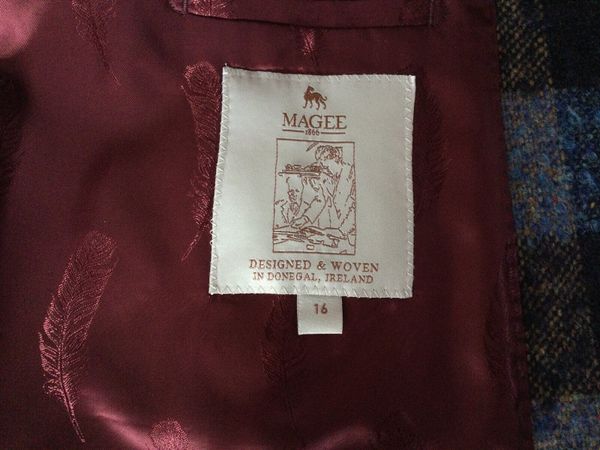 MAGEE
1866
DESIGNED & WOVEN
IN DONEGAL, IRELAND
16